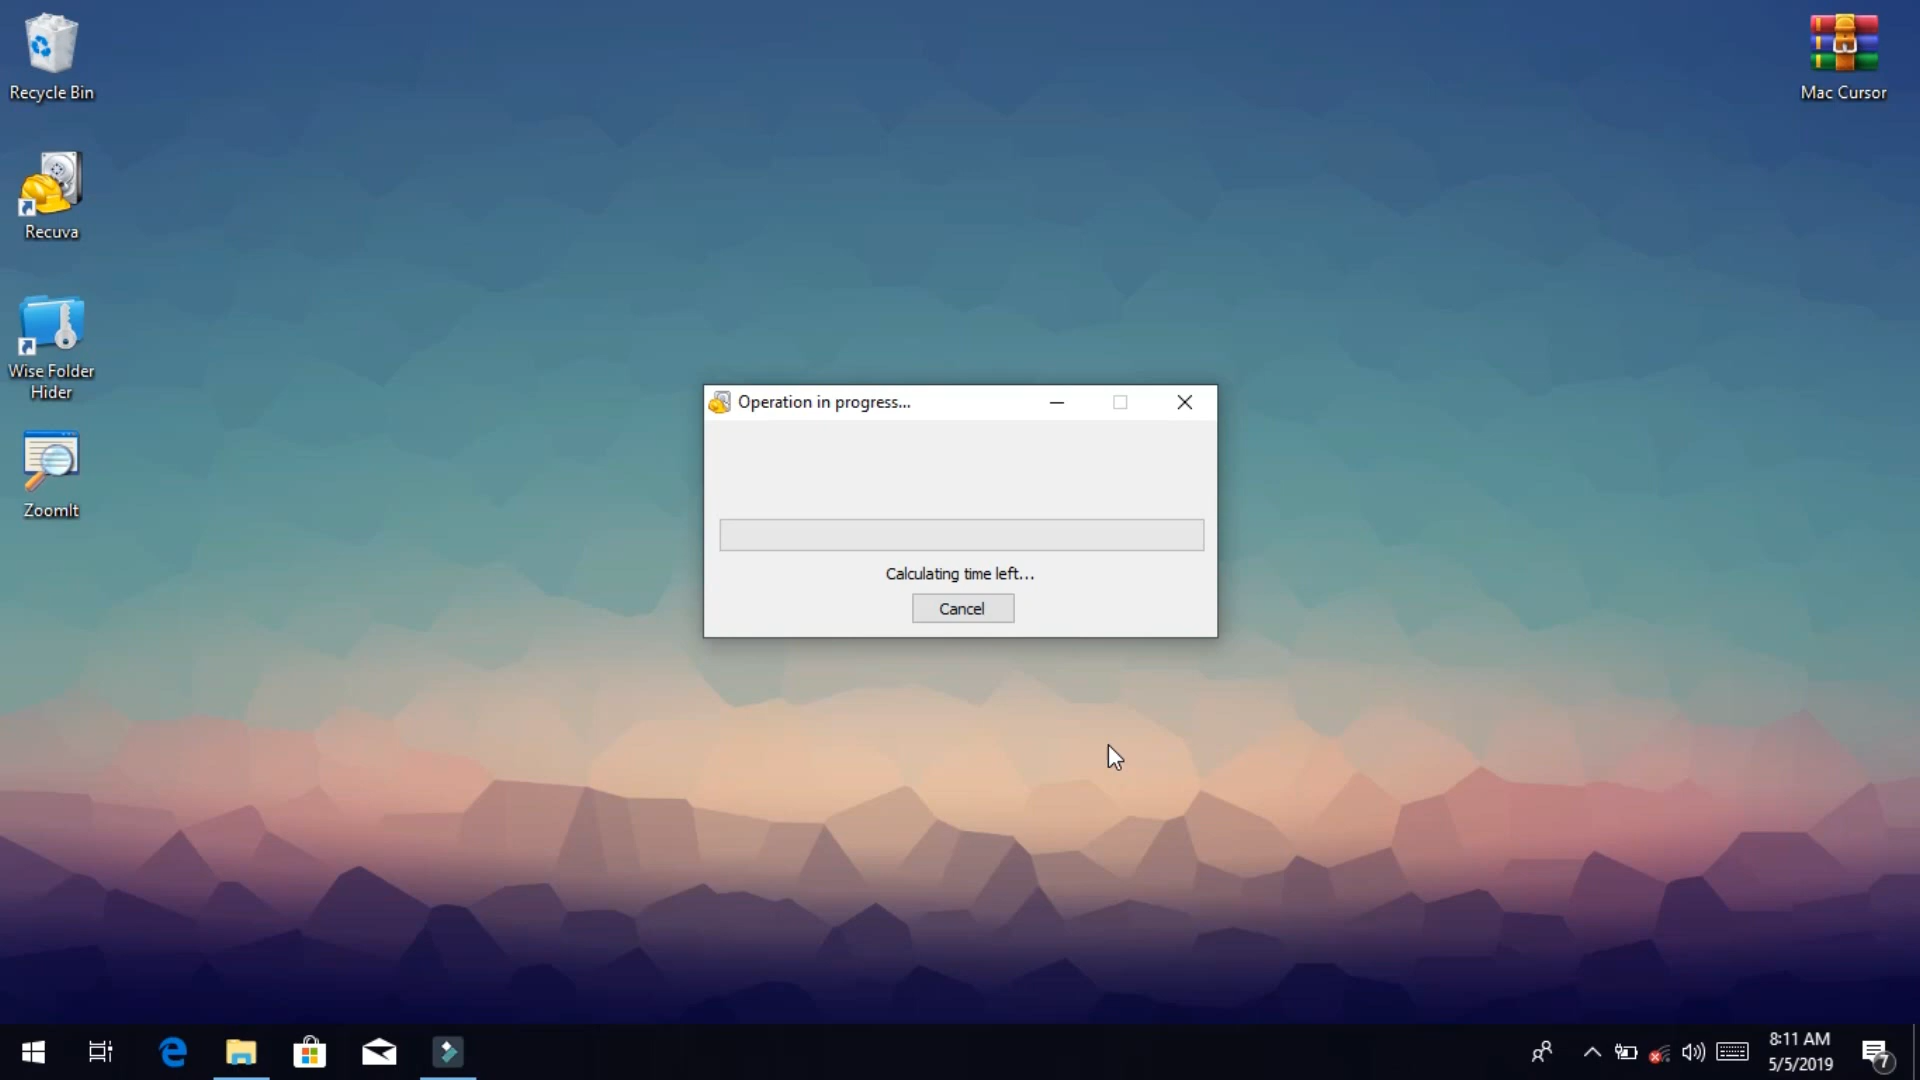 Recycle Bin
Mac Cursor
Recuva
Wise Folder
Hider
ZoomIt
Operation in progress...
Calculating time left...
Cancel
8:11 AM
5/5/2019
7